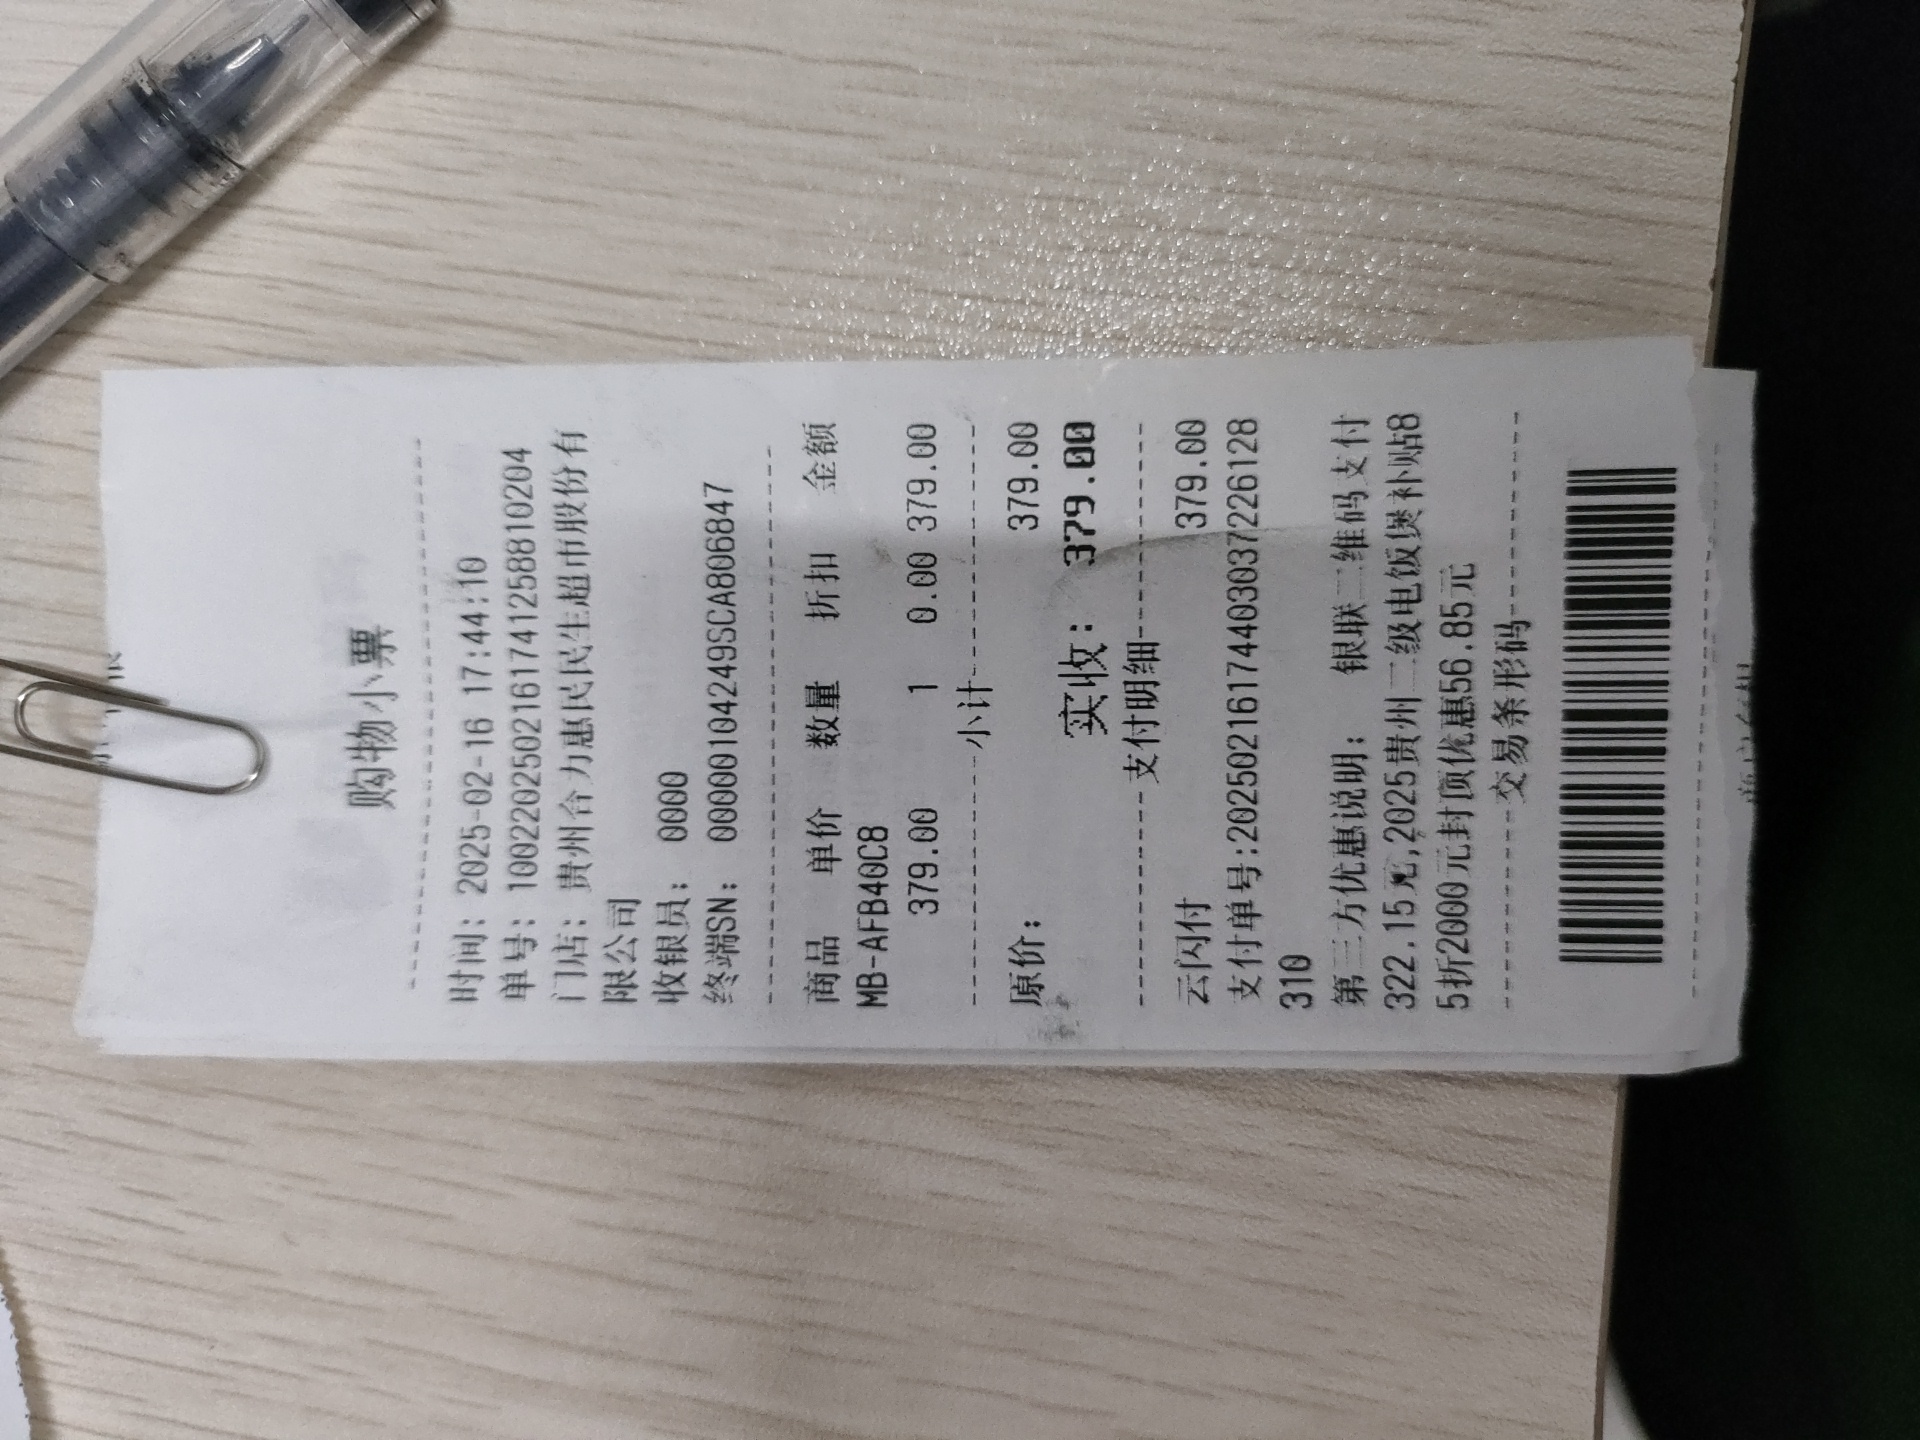 购物小票
时间: 2025-02-16 17:44:10
单号: 100220250216174125881​0204
门店: 贵州合力惠民民生超市股份有
限公司
收银员: 0000
终端SN: 00000104249SCA806847
商品 单价 数量 折扣 金额
MB-AFB40C8
379.00 1 0.00 379.00
小计
原价: 379.00
实收: 379.00
支付明细
云闪付 379.00
支付单号:20250216174403037226128
310
第三方优惠说明: 银联二维码支付
322.15元,2025贵州二级电饭煲补贴8
5折2000元封顶优惠56.85元
交易条形码